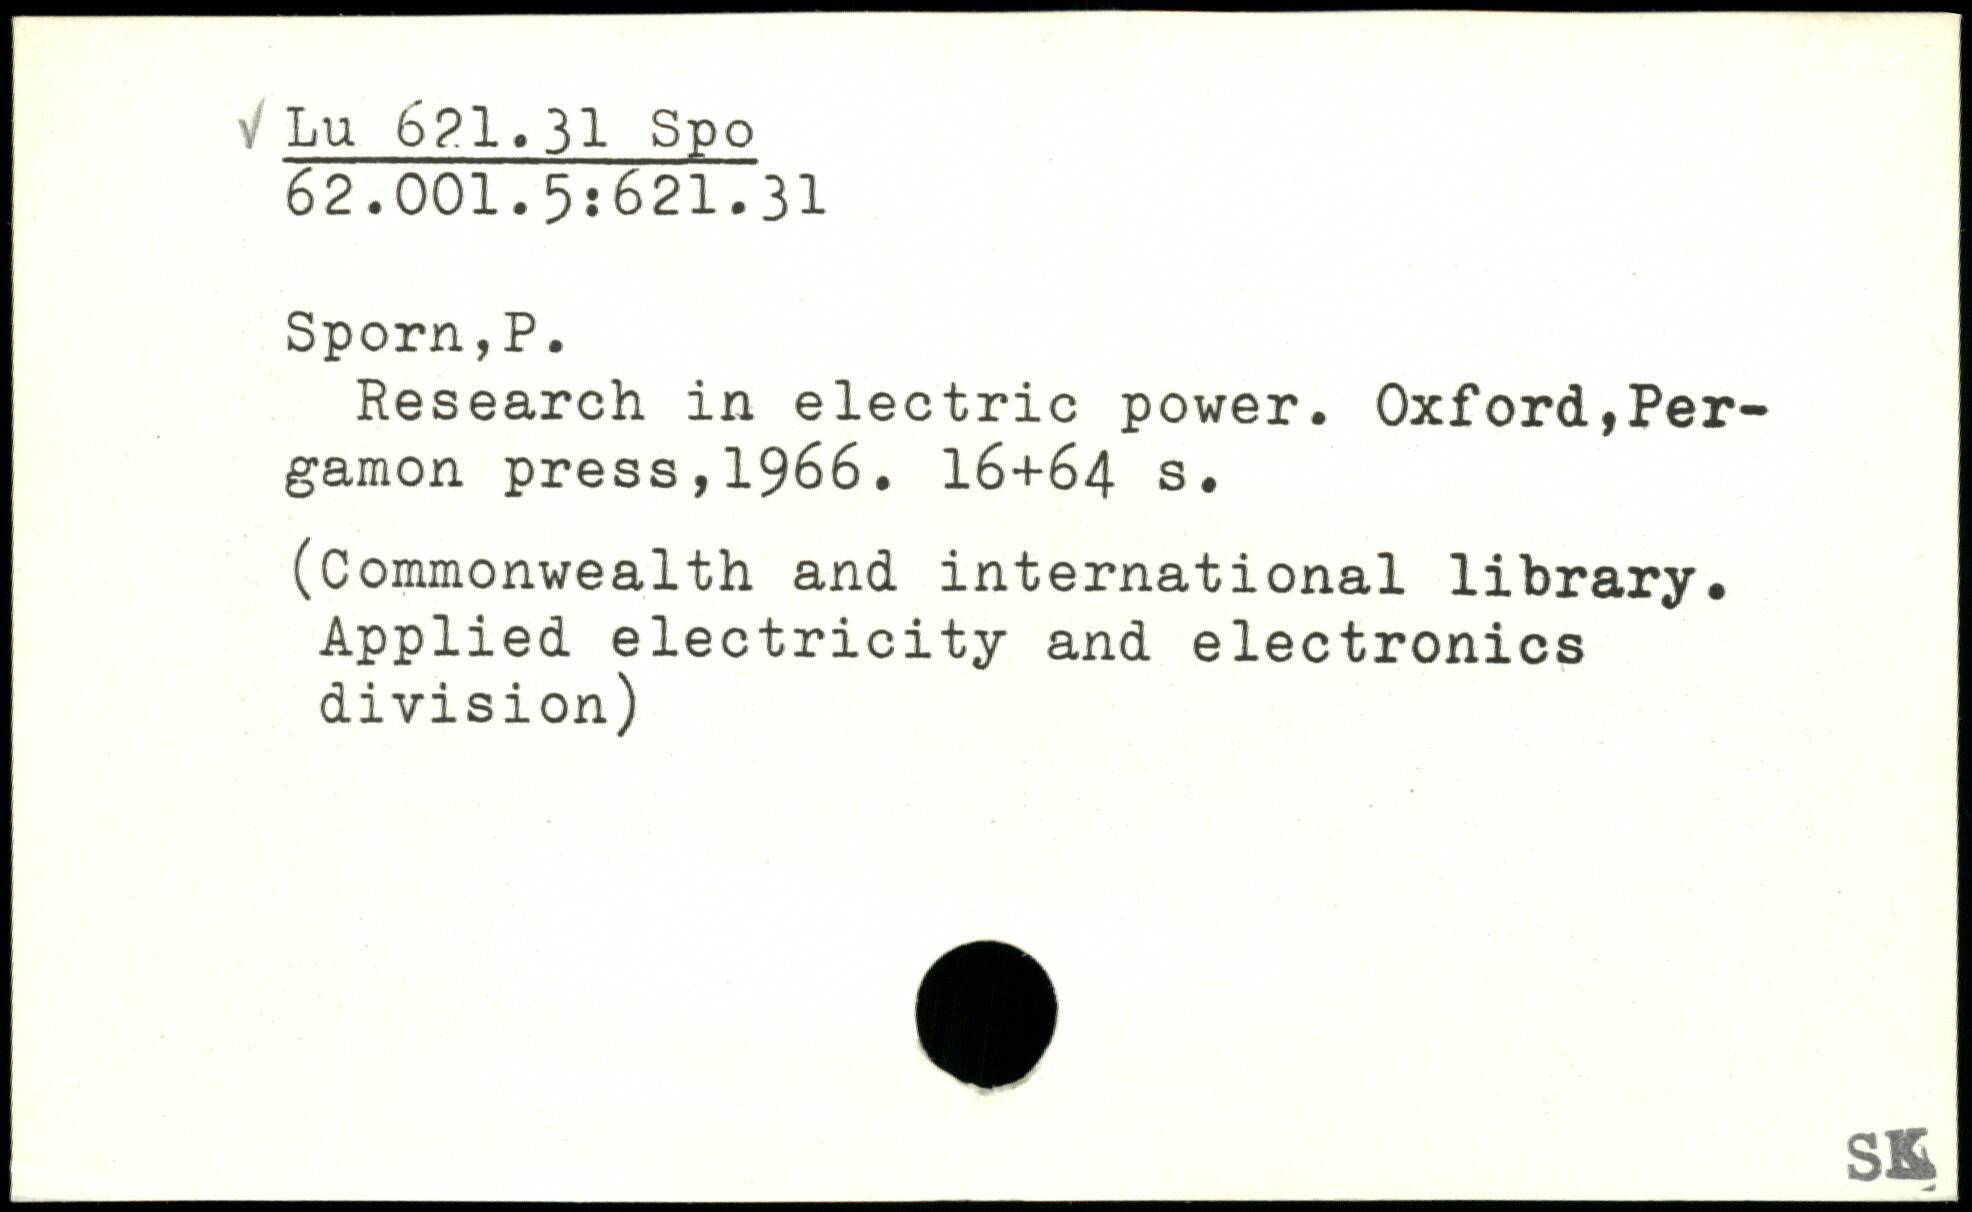 √ Lu 621.31 Spo
62.001.5:621.31
Sporn,P.
Research in electric power. Oxford,Per-
gamon press,1966. 16+64 s.
(Commonwealth and international library.
Applied electricity and electronics
division)
SK